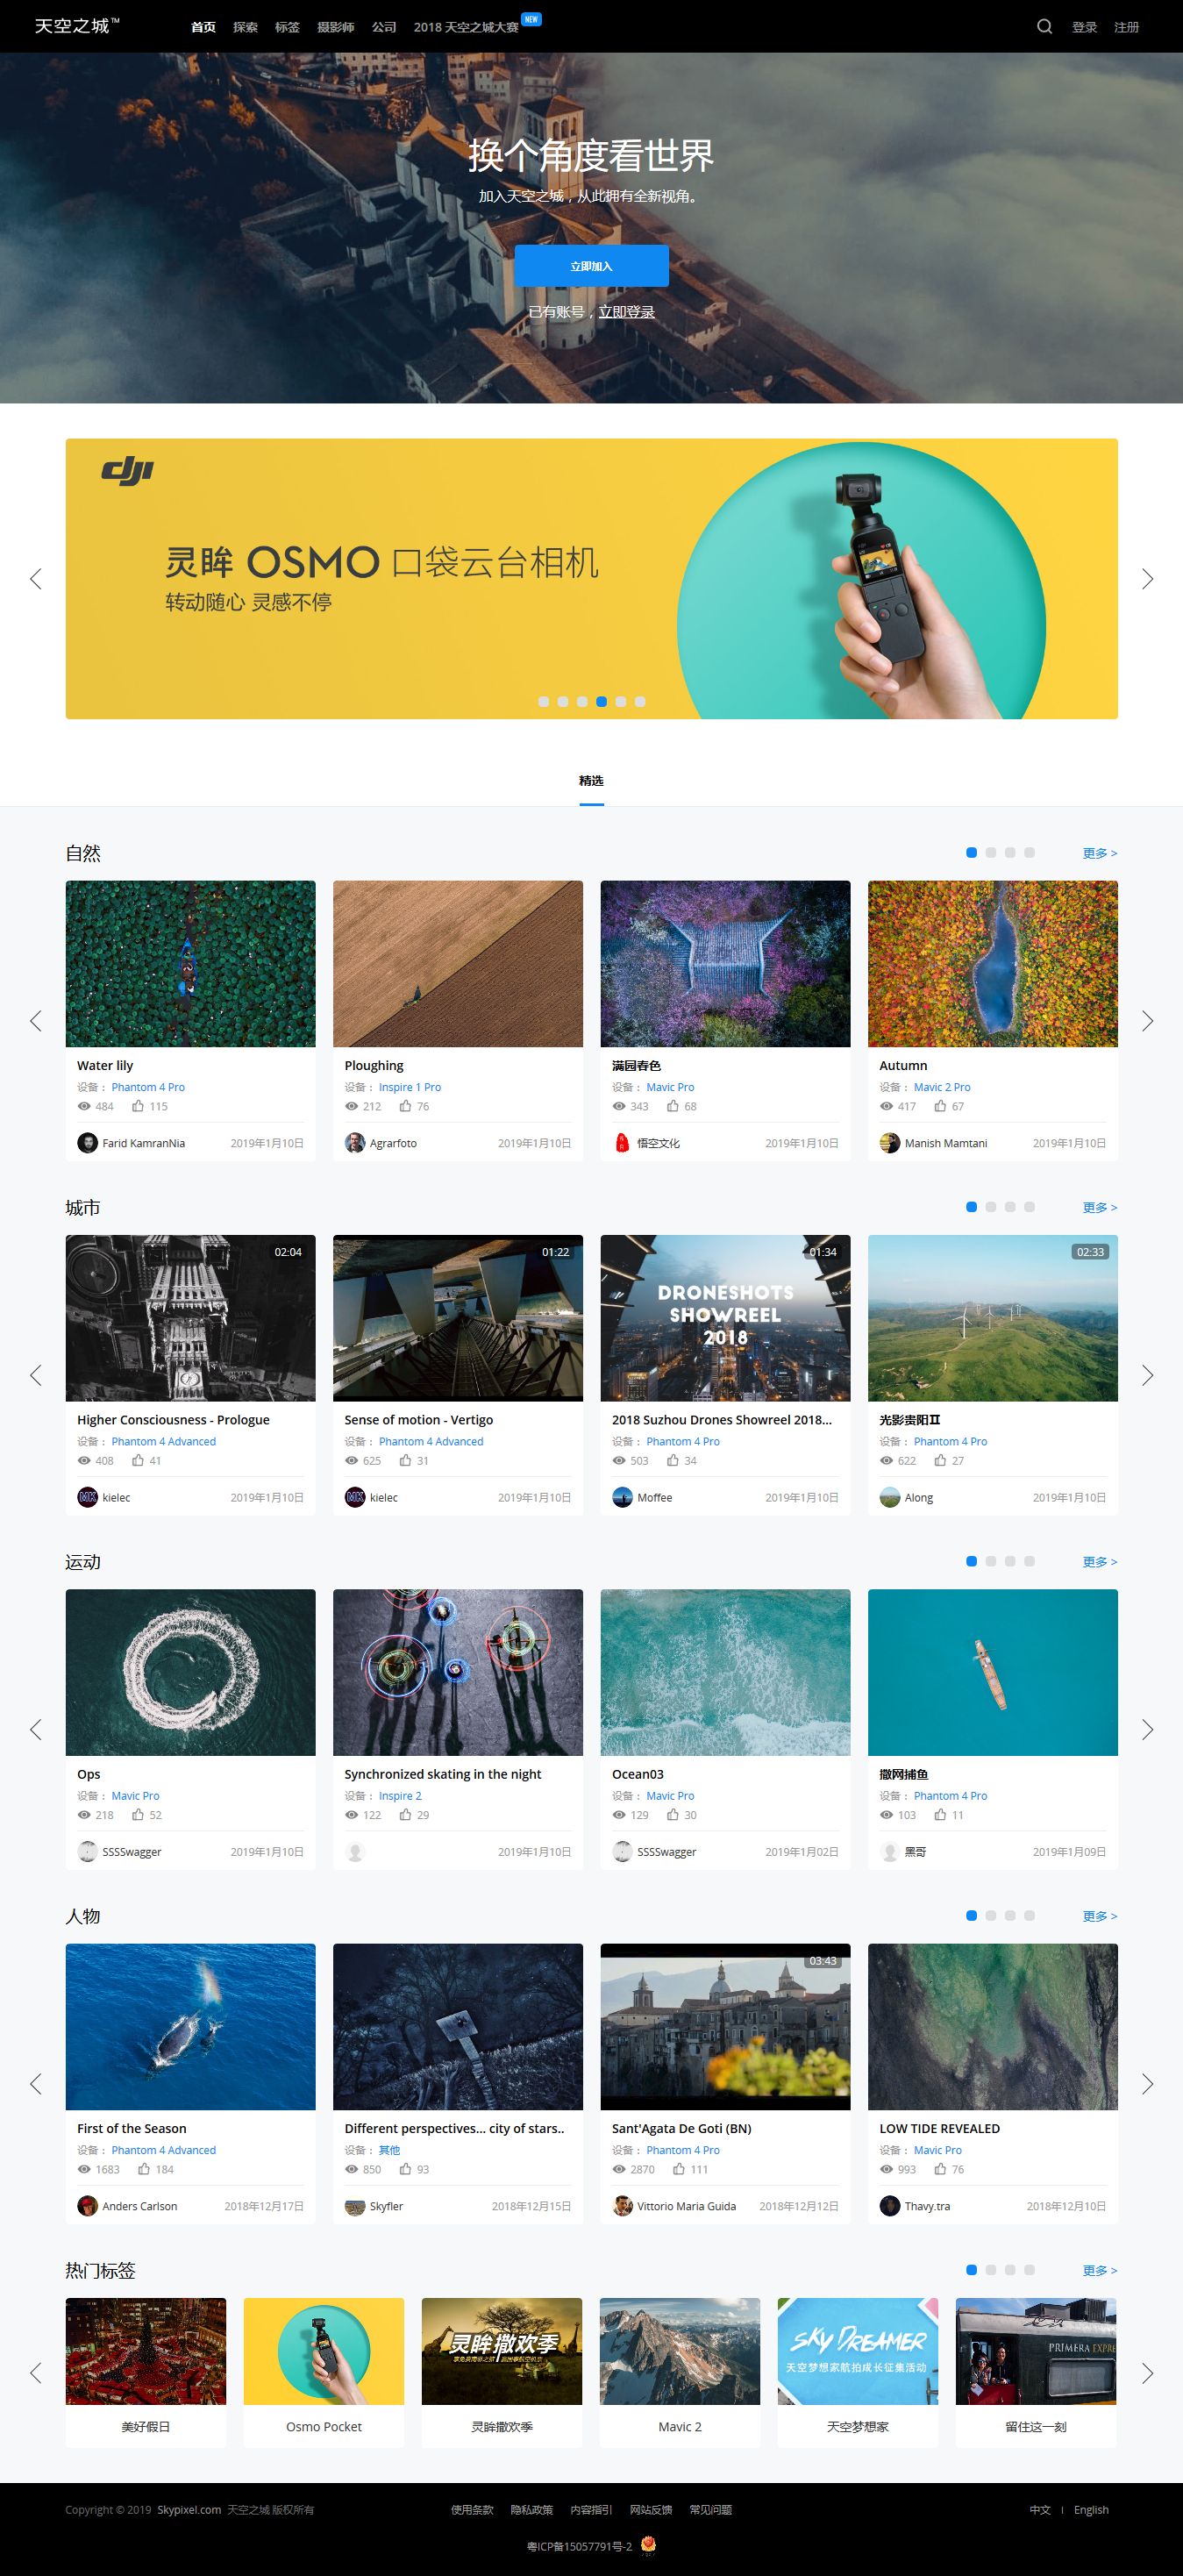 天空之城™
首页 探索 标签 摄影师 公司 2018 天空之城大赛 NEW
登录 注册
换个角度看世界
加入天空之城，从此拥有全新视角。
立即加入
已有账号，立即登录
dji
灵眸 OSMO 口袋云台相机
转动随心 灵感不停
精选
自然 更多 >
Water lily
设备： Phantom 4 Pro
484 115
Farid KamranNia 2019年1月10日
Ploughing
设备： Inspire 1 Pro
212 76
Agrarfoto 2019年1月10日
满园春色
设备： Mavic Pro
343 68
悟空文化 2019年1月10日
Autumn
设备： Mavic 2 Pro
417 67
Manish Mamtani 2019年1月10日
城市 更多 >
02:04
Higher Consciousness - Prologue
设备： Phantom 4 Advanced
408 41
MK kielec 2019年1月10日
01:22
Sense of motion - Vertigo
设备： Phantom 4 Advanced
625 31
MK kielec 2019年1月10日
01:34
DRONESHOTS
SHOWREEL
2018
2018 Suzhou Drones Showreel 2018...
设备： Phantom 4 Pro
503 34
Moffee 2019年1月10日
02:33
光影贵阳Ⅱ
设备： Phantom 4 Pro
622 27
Along 2019年1月10日
运动 更多 >
Ops
设备： Mavic Pro
218 52
SSSSwagger 2019年1月10日
Synchronized skating in the night
设备： Inspire 2
122 29
2019年1月10日
Ocean03
设备： Mavic Pro
129 30
SSSSwagger 2019年1月02日
撒网捕鱼
设备： Phantom 4 Pro
103 11
黑哥 2019年1月09日
人物 更多 >
First of the Season
设备： Phantom 4 Advanced
1683 184
Anders Carlson 2018年12月17日
Different perspectives... city of stars..
设备： 其他
850 93
Skyfler 2018年12月15日
03:43
Sant'Agata De Goti (BN)
设备： Phantom 4 Pro
2870 111
Vittorio Maria Guida 2018年12月12日
LOW TIDE REVEALED
设备： Mavic Pro
993 76
Thavy.tra 2018年12月10日
热门标签 更多 >
美好假日
Osmo Pocket
灵眸撒欢季
灵眸撒欢季
Mavic 2
SKY DREAMER
天空梦想家航拍成长征集活动
天空梦想家
PRIMERA EXPRE
留住这一刻
Copyright © 2019 Skypixel.com 天空之城 版权所有
使用条款 隐私政策 内容指引 网站反馈 常见问题
中文 | English
粤ICP备15057791号-2